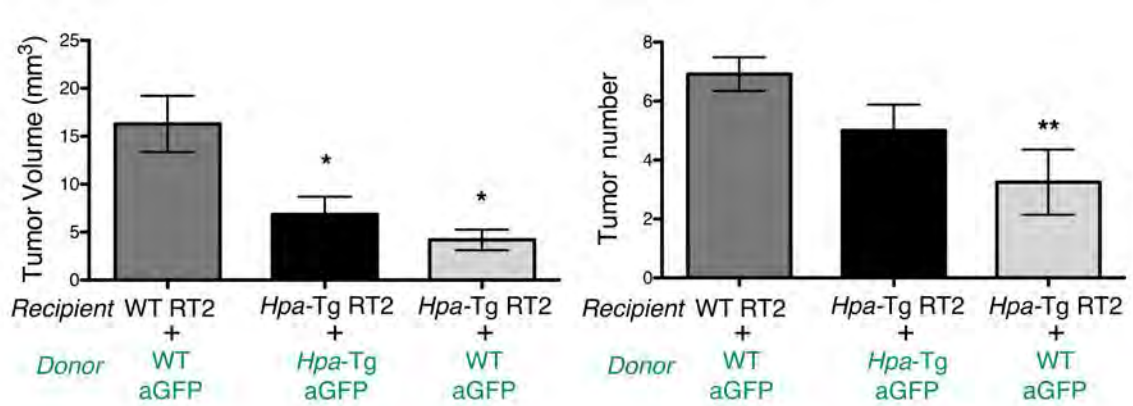 Tumor Volume (mm³)
25
20
15
10
5
0
*
*
Recipient WT RT2 Hpa-Tg RT2 Hpa-Tg RT2
+ + +
Donor WT Hpa-Tg WT
aGFP aGFP aGFP
Tumor number
8
6
4
2
0
**
Recipient WT RT2 Hpa-Tg RT2 Hpa-Tg RT2
+ + +
Donor WT Hpa-Tg WT
aGFP aGFP aGFP